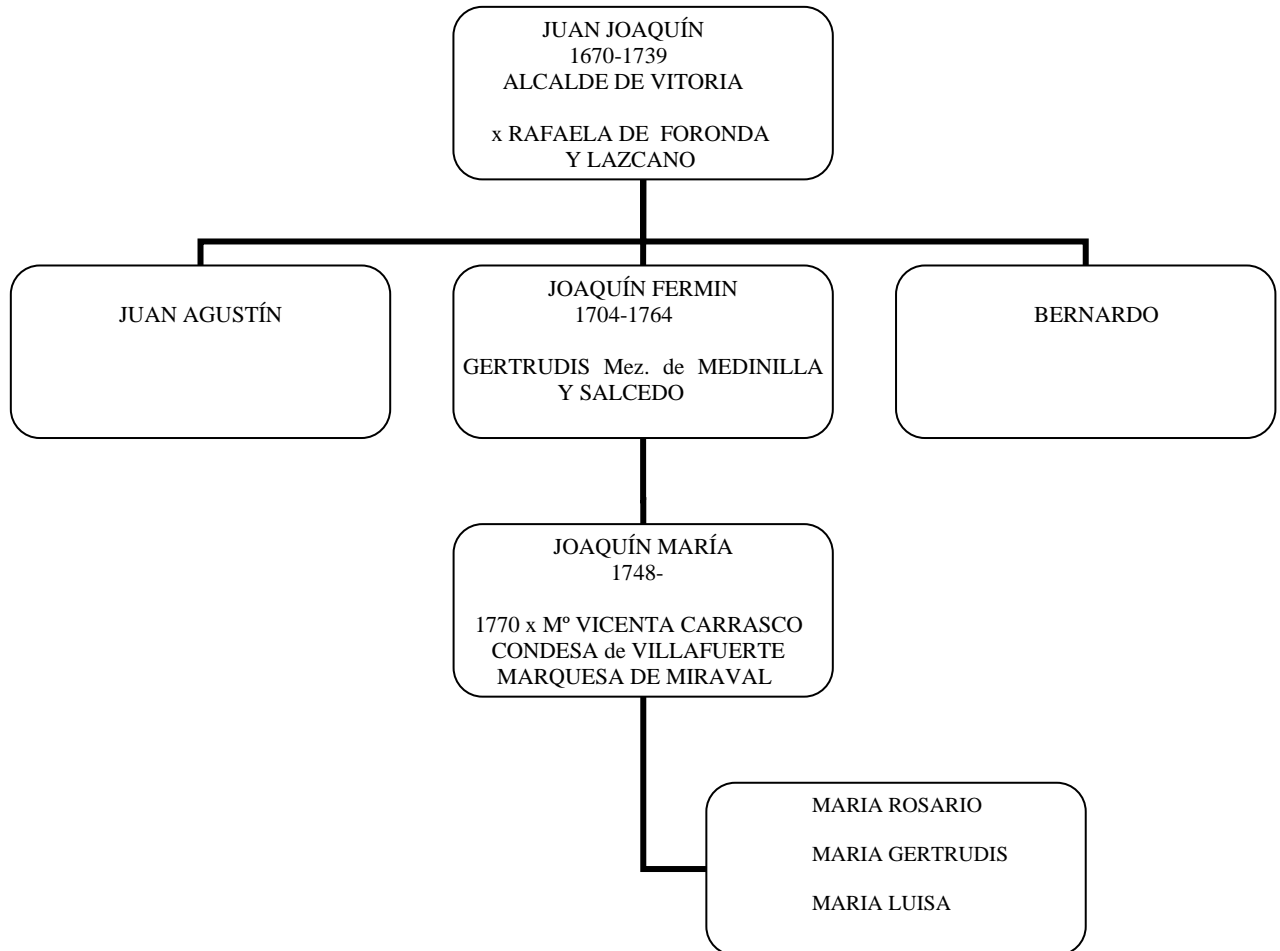 JUAN JOAQUÍN
1670-1739
ALCALDE DE VITORIA
x RAFAELA DE FORONDA
Y LAZCANO
JUAN AGUSTÍN
JOAQUÍN FERMIN
1704-1764
GERTRUDIS Mez. de MEDINILLA
Y SALCEDO
BERNARDO
JOAQUÍN MARÍA
1748-
1770 x Mº VICENTA CARRASCO
CONDESA de VILLAFUERTE
MARQUESA DE MIRAVAL
MARIA ROSARIO
MARIA GERTRUDIS
MARIA LUISA